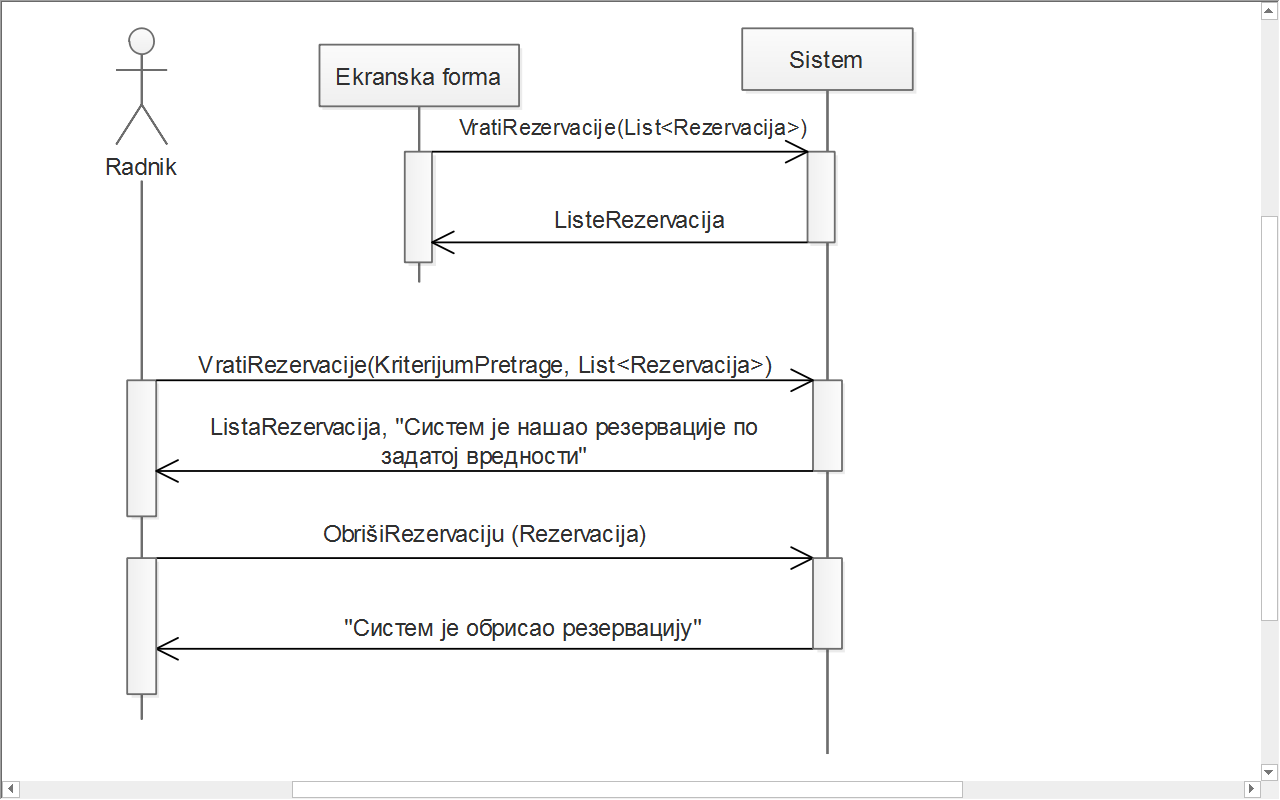 Ekranska forma
Sistem
Radnik
VratiRezervacije(List<Rezervacija>)
ListeRezervacija
VratiRezervacije(KriterijumPretrage, List<Rezervacija>)
ListaRezervacija, "Систем је нашао резервације по
задатој вредности"
ObrišiRezervaciju (Rezervacija)
"Систем је обрисао резервацију"